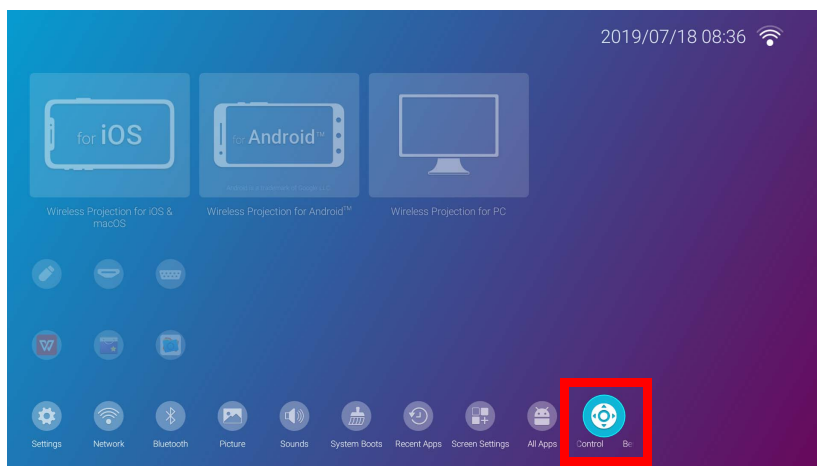 2019/07/18 08:36
for iOS
for Android™
Wireless Projection for iOS &
macOS
Wireless Projection for Android™
Wireless Projection for PC
Settings
Network
Bluetooth
Picture
Sounds
System Boots
Recent Apps
Screen Settings
All Apps
Control
Be